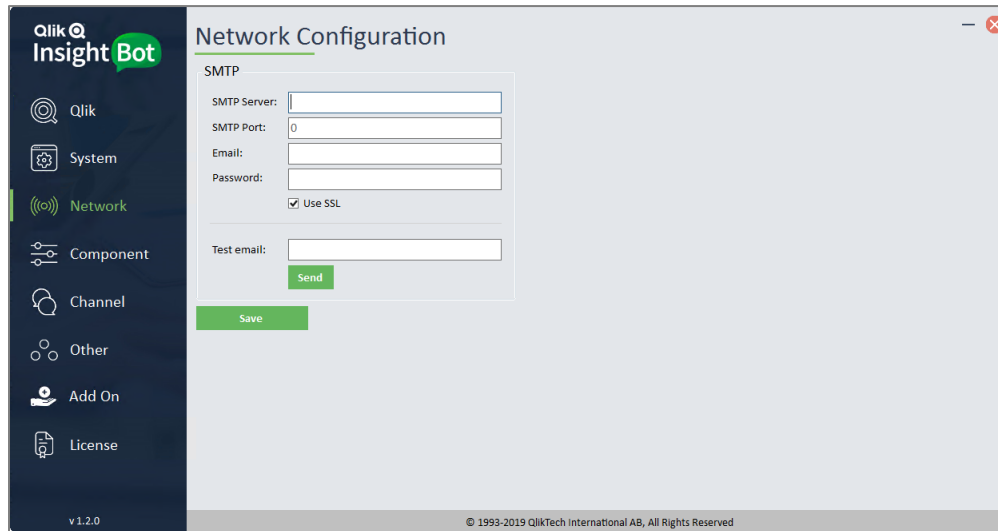 Qlik Q
Insight Bot
Qlik
System
Network
Component
Channel
Other
Add On
License
v 1.2.0
Network Configuration
SMTP
SMTP Server:
SMTP Port: 0
Email:
Password:
Use SSL
Test email:
Send
Save
© 1993-2019 QlikTech International AB, All Rights Reserved